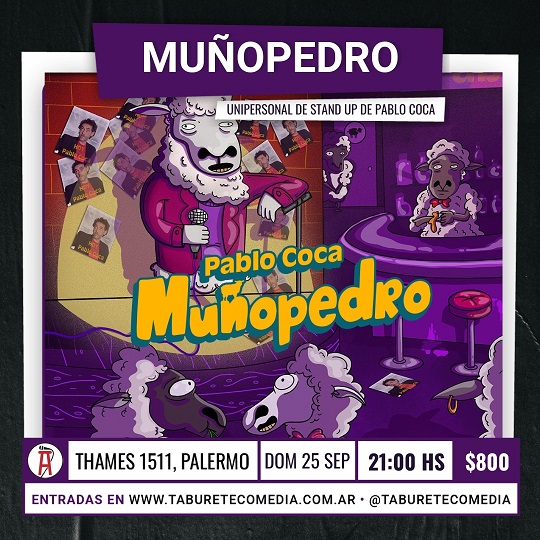 MUÑOPEDRO
UNIPERSONAL DE STAND UP DE PABLO COCA
Pablo Coca
Muñopedro
THAMES 1511, PALERMO
DOM 25 SEP
21:00 HS
$800
ENTRADAS EN WWW.TABURETECOMEDIA.COM.AR • @TABURETECOMEDIA